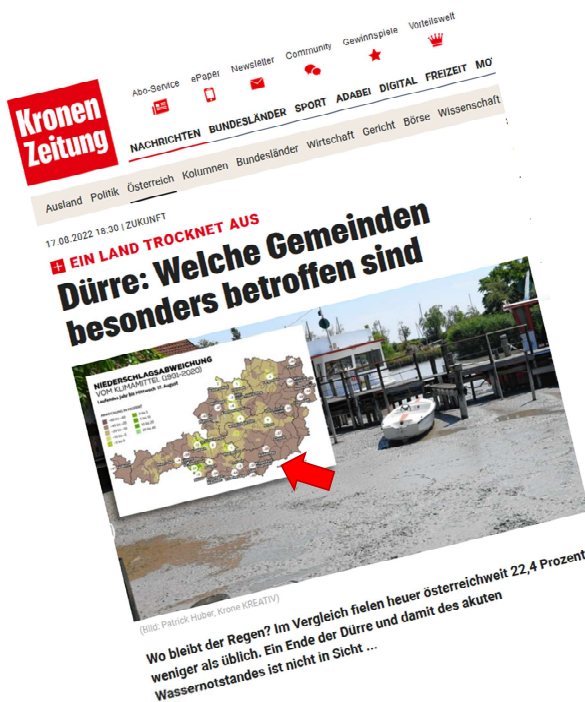 Kronen
Zeitung
Abo-Service ePaper Newsletter Community Gewinnspiele Vorteilswelt
NACHRICHTEN BUNDESLÄNDER SPORT ADABEI DIGITAL FREIZEIT MO
Ausland Politik Österreich Kolumnen Bundesländer Wirtschaft Gericht Börse Wissenschaft
17.08.2022 18:30 | ZUKUNFT
EIN LAND TROCKNET AUS
Dürre: Welche Gemeinden
besonders betroffen sind
NIEDERSCHLAGSABWEICHUNG
VOM KLIMAMITTEL (1991-2020)
(Bild: Patrick Huber, Krone KREATIV)
Wo bleibt der Regen? Im Vergleich fielen heuer österreichweit 22,4 Prozent
weniger als üblich. Ein Ende der Dürre und damit des akuten
Wassernotstandes ist nicht in Sicht ...